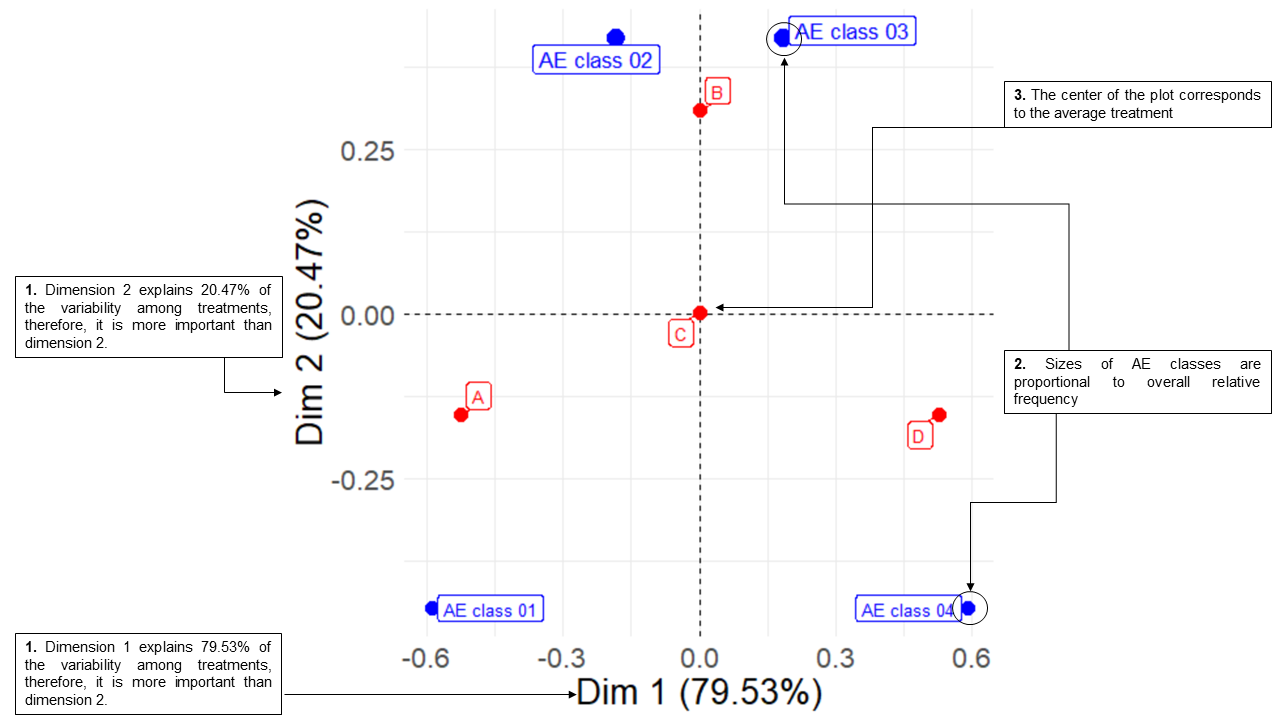 AE class 03
AE class 02
B
3. The center of the plot corresponds
to the average treatment
0.25
Dim 2 (20.47%)
1. Dimension 2 explains 20.47% of
the variability among treatments,
therefore, it is more important than
dimension 2.
0.00
C
2. Sizes of AE classes are
proportional to overall relative
frequency
A
D
-0.25
AE class 01
AE class 04
1. Dimension 1 explains 79.53% of
the variability among treatments,
therefore, it is more important than
dimension 2.
-0.6 -0.3 0.0 0.3 0.6
Dim 1 (79.53%)